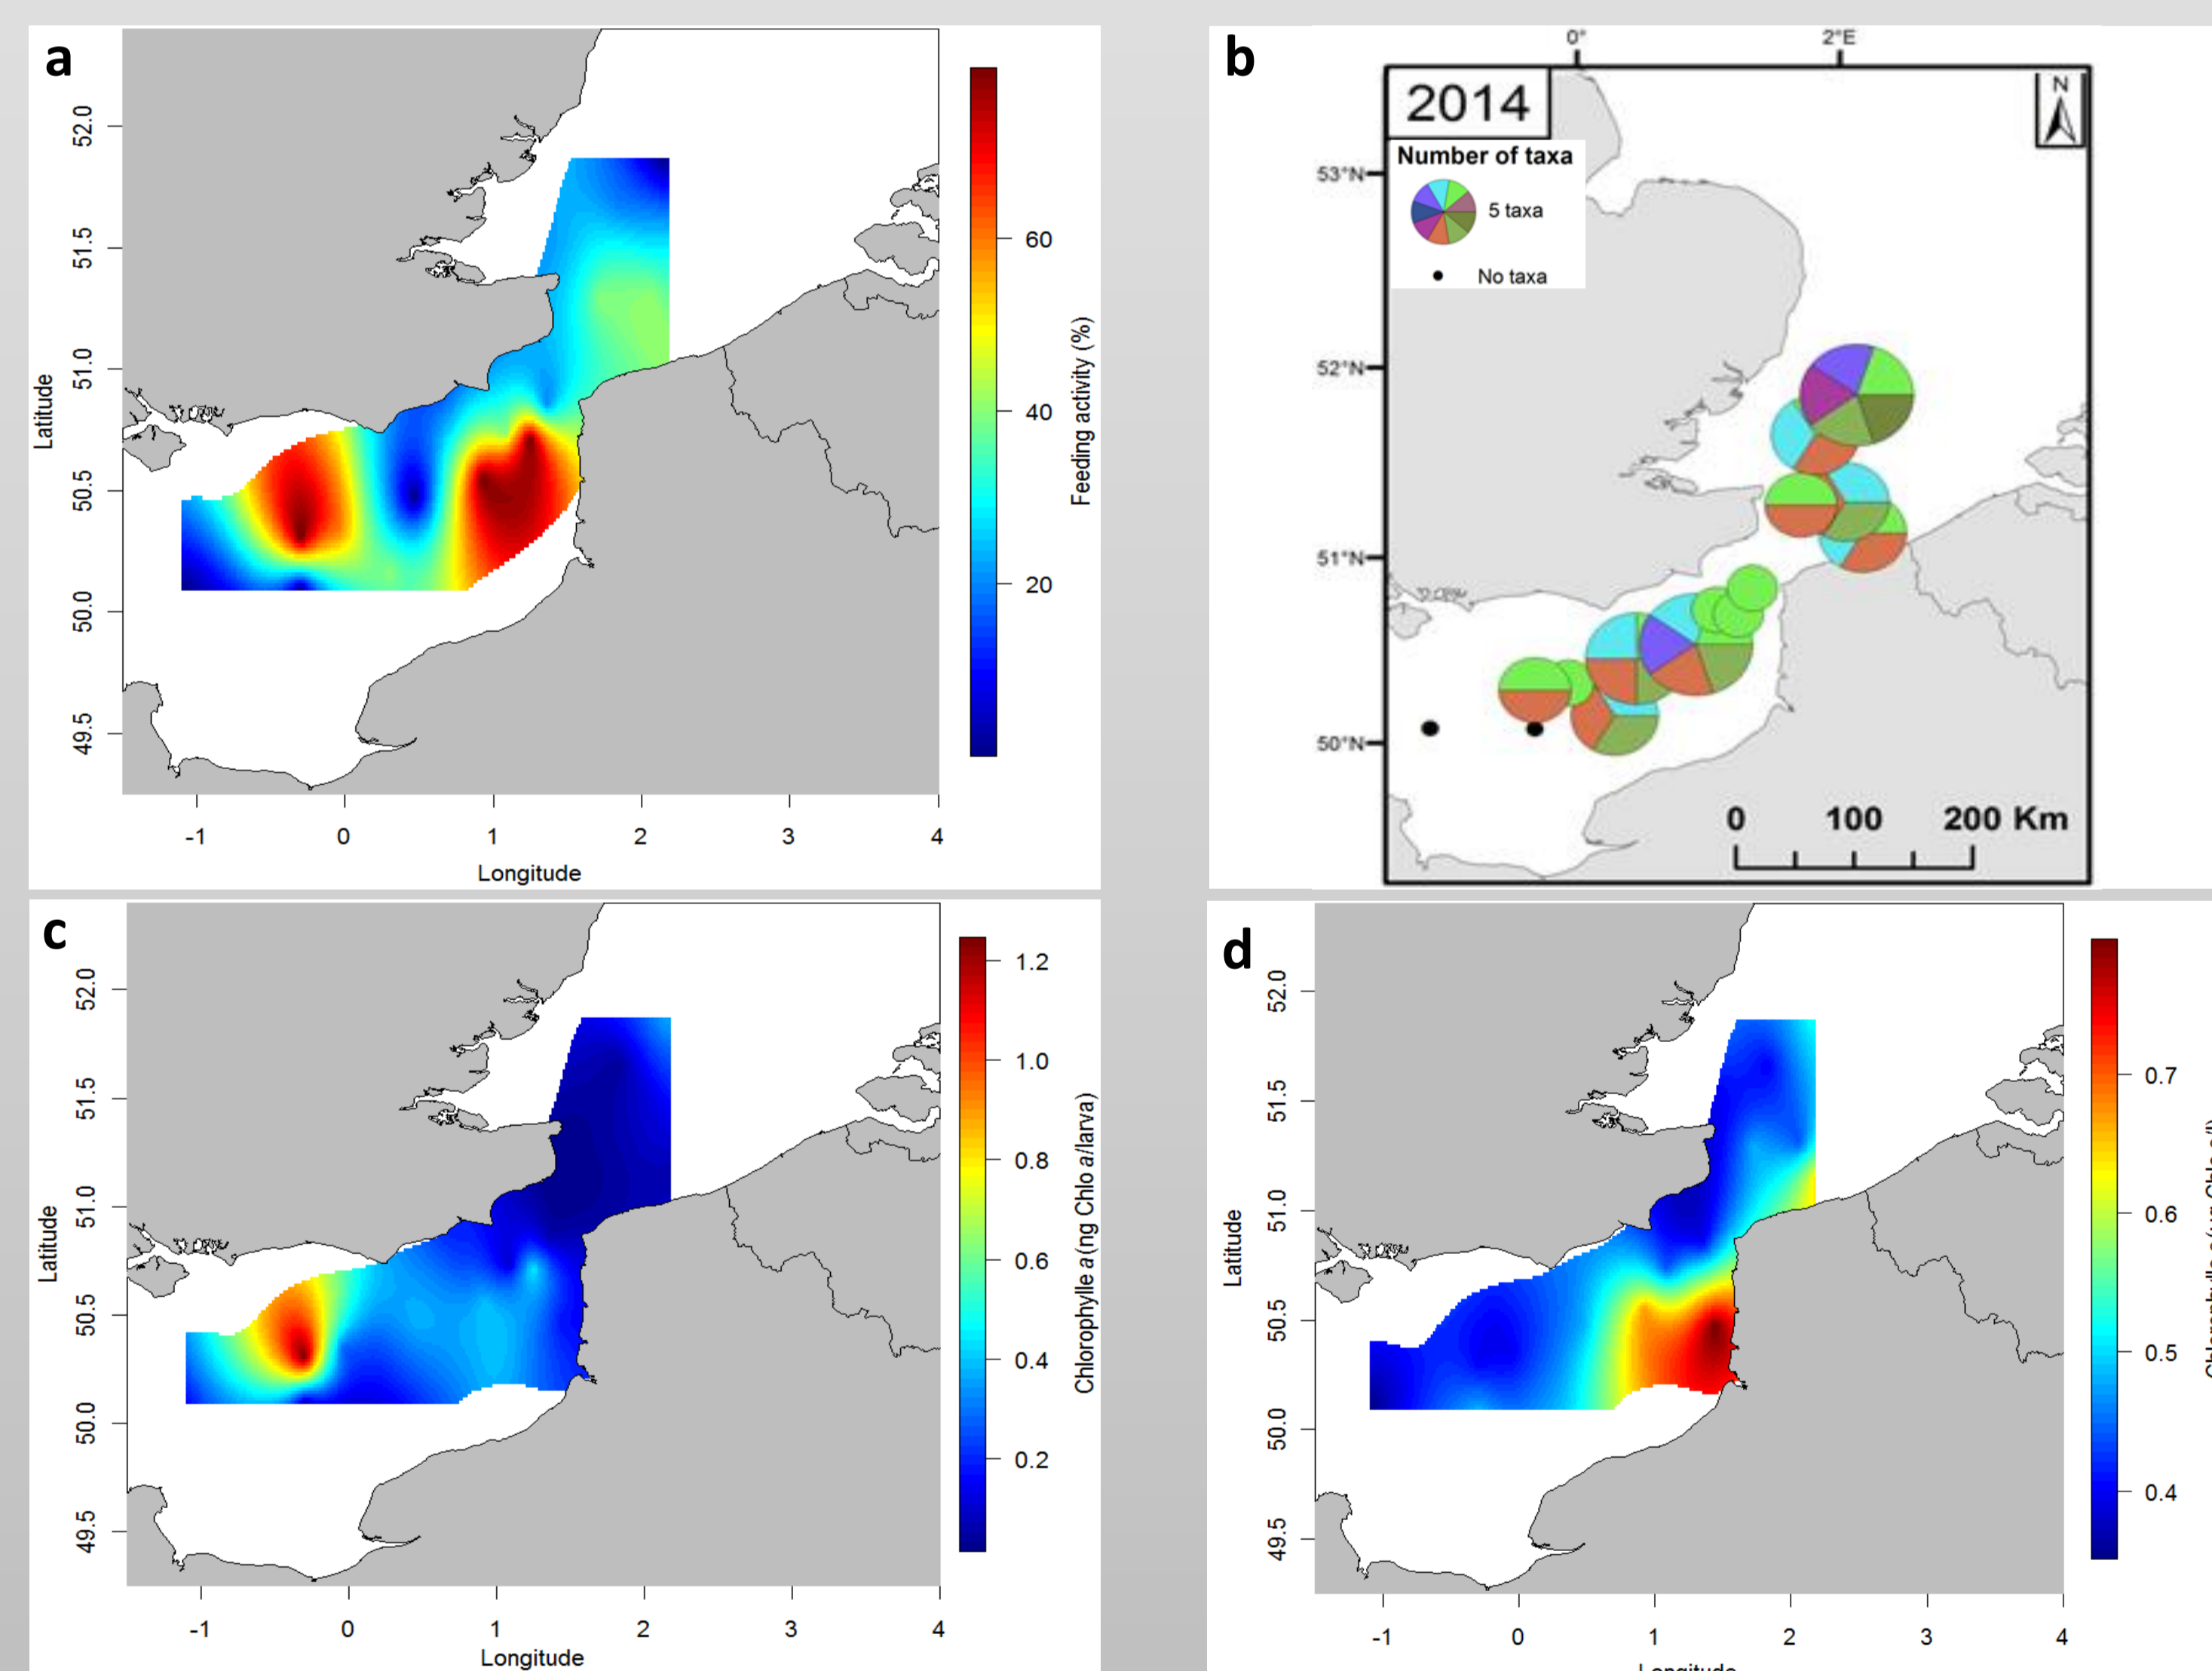 a
52.0
51.5
51.0
50.5
50.0
49.5
Latitude
-1 0 1 2 3 4
Longitude
60
40
20
Feeding activity (%)
b
0° 2°E
2014
N
Number of taxa
5 taxa
No taxa
53°N
52°N
51°N
50°N
0 100 200 Km
c
52.0
51.5
51.0
50.5
50.0
49.5
Latitude
-1 0 1 2 3 4
Longitude
1.2
1.0
0.8
0.6
0.4
0.2
Chlorophylle a (ng Chlo a/larva)
d
52.0
51.5
51.0
50.5
50.0
49.5
Latitude
-1 0 1 2 3 4
Longitude
0.7
0.6
0.5
0.4